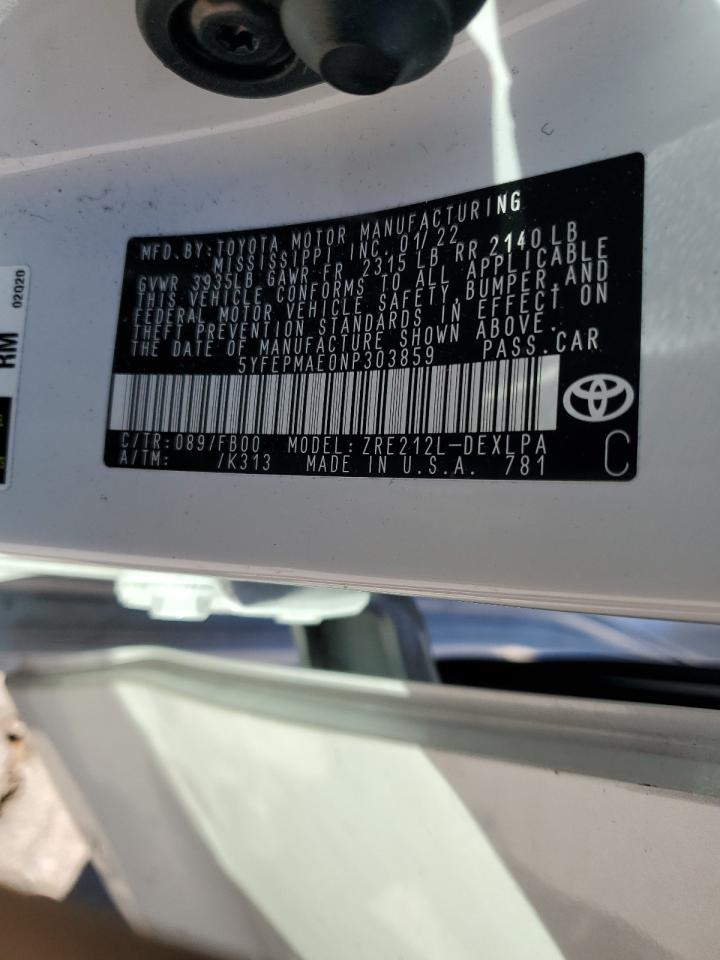 MFD.BY:TOYOTA MOTOR MANUFACTURING
MISSISSIPPI INC. 01/22
GVWR 3935LB GAWR FR 2315 LB RR 2140LB
THIS VEHICLE CONFORMS TO ALL APPLICABLE
FEDERAL MOTOR VEHICLE SAFETY,BUMPER,AND
THEFT PREVENTION STANDARDS IN EFFECT ON
THE DATE OF MANUFACTURE SHOWN ABOVE.
5YFEPMAE0NP303859 PASS.CAR
C/TR:089/FB00 MODEL:ZRE212L-DEXLPA
A/TM: /K313 MADE IN U.S.A. 781 C
RM 02020